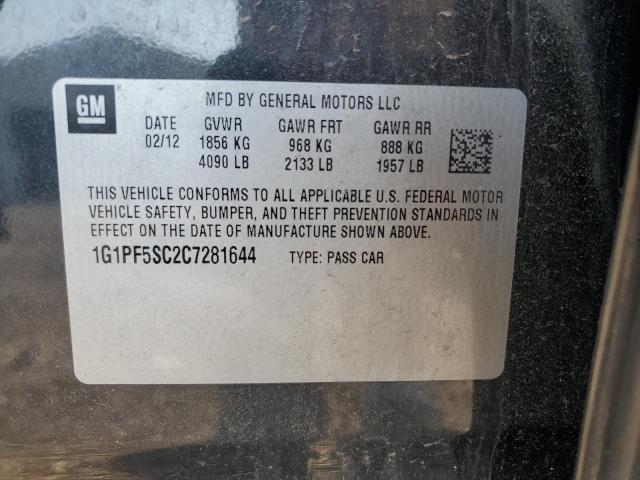 GM
MFD BY GENERAL MOTORS LLC
DATE GVWR GAWR FRT GAWR RR
02/12 1856 KG 968 KG 888 KG
4090 LB 2133 LB 1957 LB
THIS VEHICLE CONFORMS TO ALL APPLICABLE U.S. FEDERAL MOTOR
VEHICLE SAFETY, BUMPER, AND THEFT PREVENTION STANDARDS IN
EFFECT ON THE DATE OF MANUFACTURE SHOWN ABOVE.
1G1PF5SC2C7281644 TYPE: PASS CAR